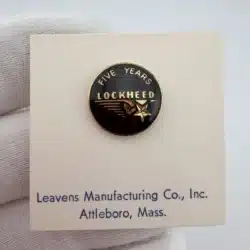 FIVE YEARS
LOCKHEED
Leavens Manufacturing Co., Inc.
Attleboro, Mass.